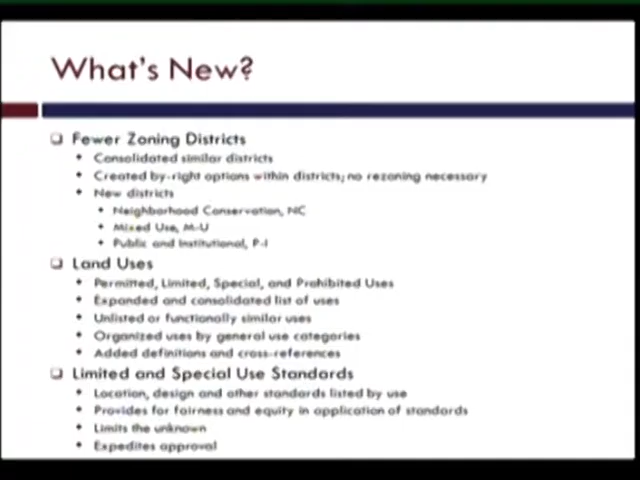 What's New?
❑ Fewer Zoning Districts
• Consolidated similar districts
• Created by-right options within districts; no rezoning necessary
• New districts
• Neighborhood Conservation, NC
• Mixed Use, M-U
• Public and Institutional, P-I
❑ Land Uses
• Permitted, Limited, Special, and Prohibited Uses
• Expanded and consolidated list of uses
• Unlisted or functionally similar uses
• Organized uses by general use categories
• Added definitions and cross-references
❑ Limited and Special Use Standards
• Location, design and other standards listed by use
• Provides for fairness and equity in application of standards
• Limits the unknown
• Expedites approval